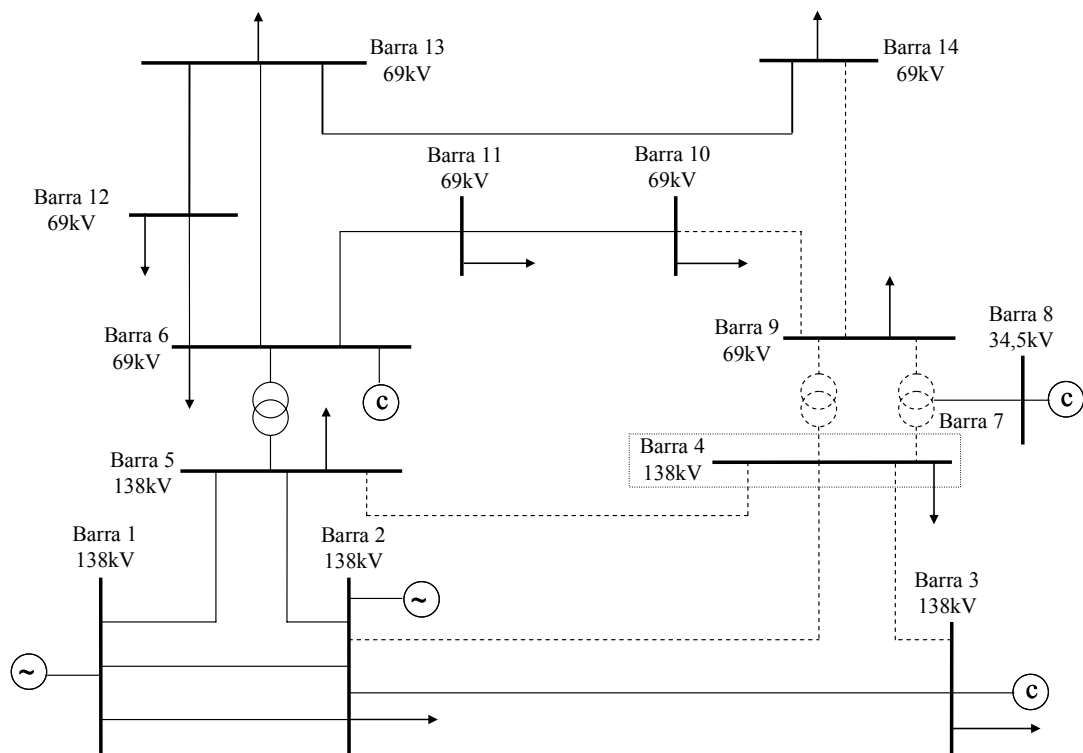 Barra 13
69kV
Barra 14
69kV
Barra 11
69kV
Barra 10
69kV
Barra 12
69kV
Barra 6
69kV
C
Barra 9
69kV
Barra 8
34,5kV
C
Barra 7
Barra 5
138kV
Barra 4
138kV
Barra 1
138kV
Barra 2
138kV
~
Barra 3
138kV
~
C